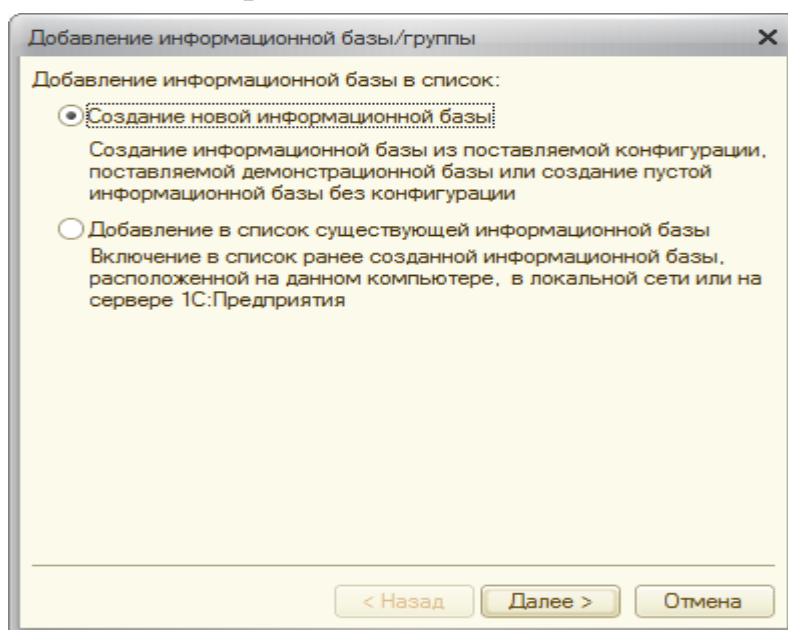 Добавление информационной базы/группы
Добавление информационной базы в список:
Создание новой информационной базы
Создание информационной базы из поставляемой конфигурации,
поставляемой демонстрационной базы или создание пустой
информационной базы без конфигурации
Добавление в список существующей информационной базы
Включение в список ранее созданной информационной базы,
расположенной на данном компьютере, в локальной сети или на
сервере 1С:Предприятия
< Назад Далее > Отмена